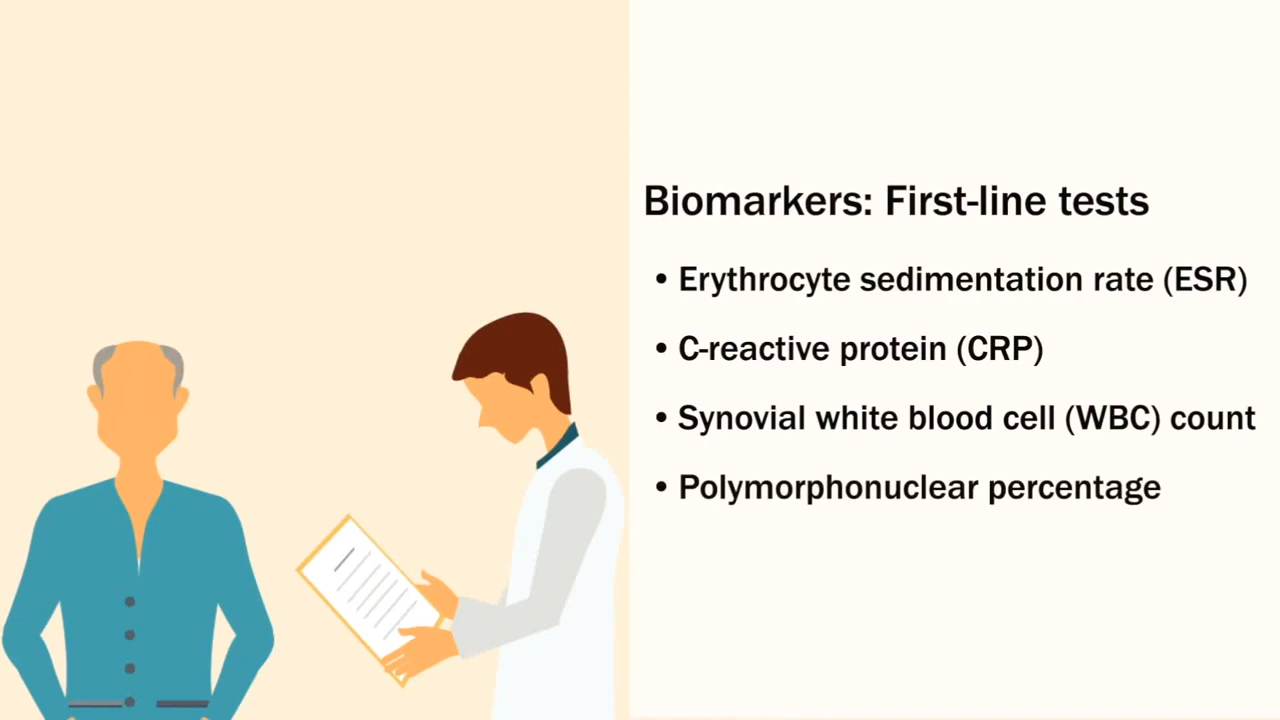 Biomarkers: First-line tests
• Erythrocyte sedimentation rate (ESR)
• C-reactive protein (CRP)
• Synovial white blood cell (WBC) count
• Polymorphonuclear percentage